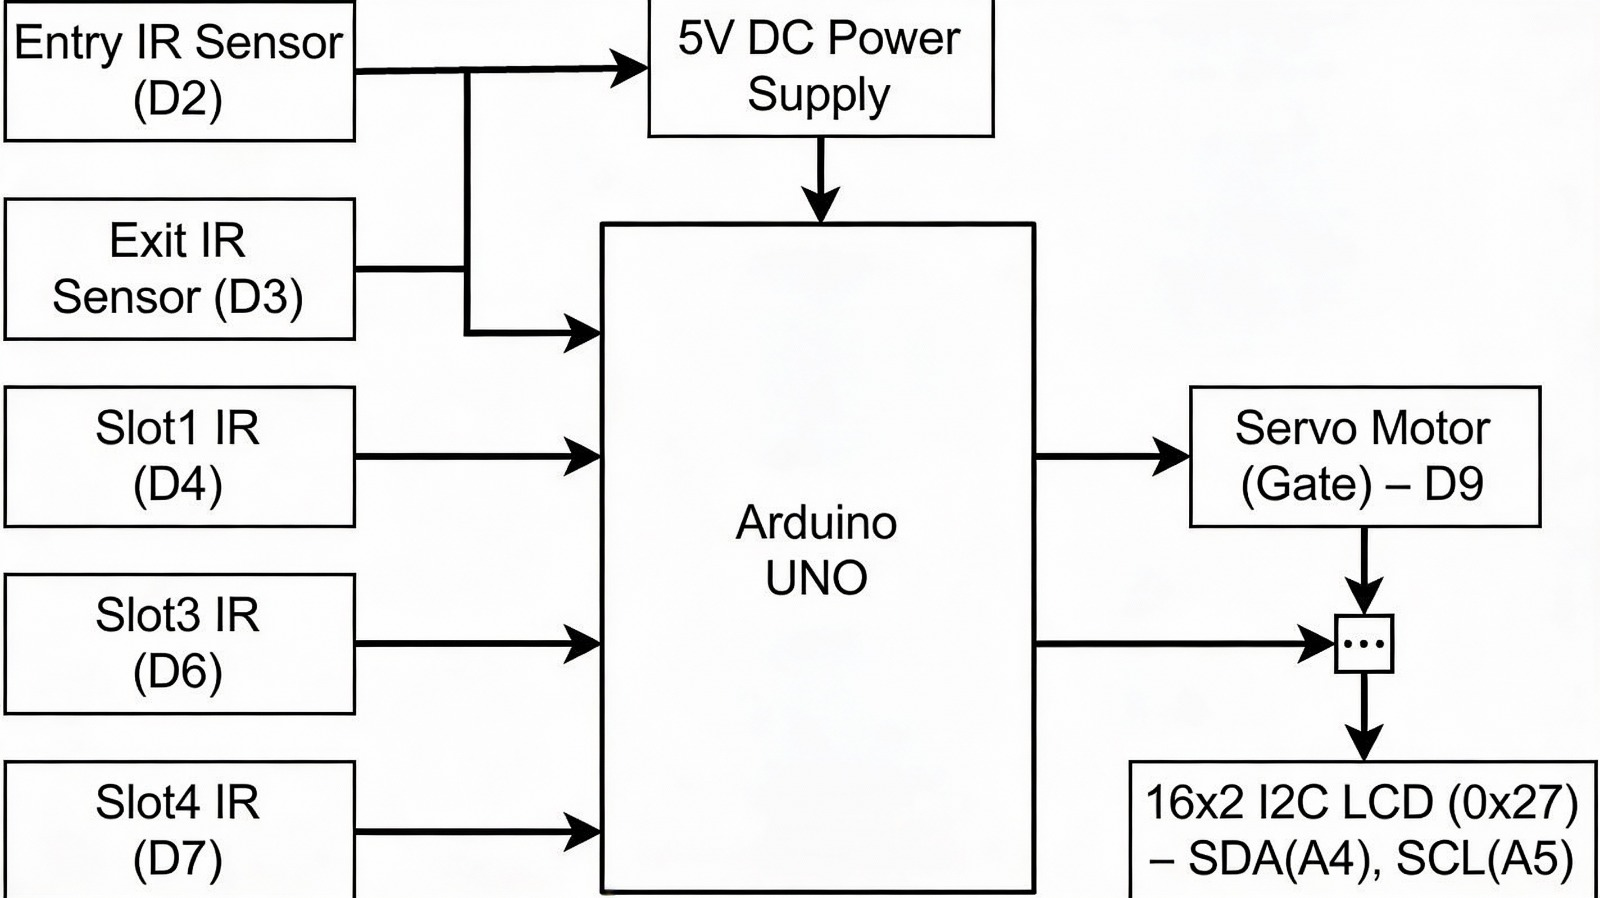 Entry IR Sensor
(D2)
5V DC Power
Supply
Exit IR
Sensor (D3)
Slot1 IR
(D4)
Servo Motor
(Gate) – D9
Arduino
UNO
Slot3 IR
(D6)
...
Slot4 IR
(D7)
16x2 I2C LCD (0x27)
– SDA(A4), SCL(A5)